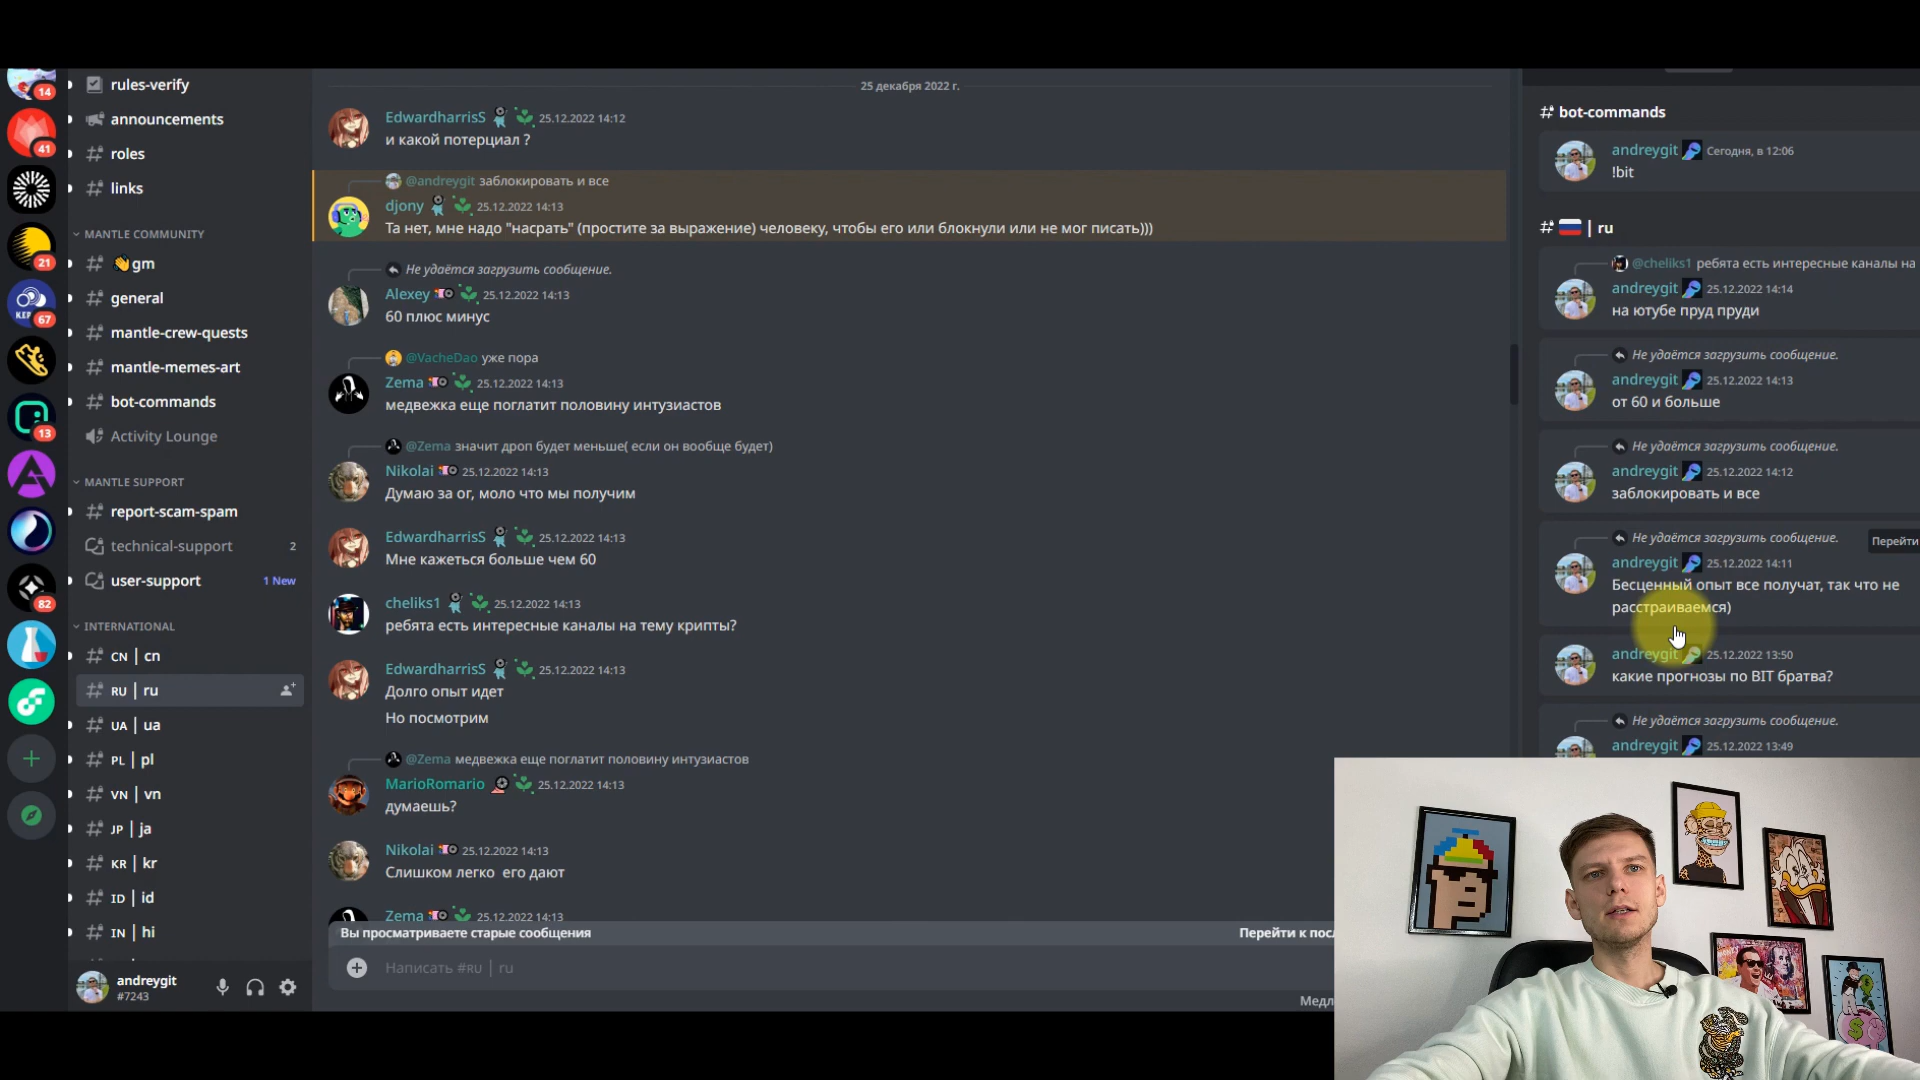 14
41
21
KEP
67
13
82
rules-verify
announcements
roles
links
MANTLE COMMUNITY
👋gm
general
mantle-crew-quests
mantle-memes-art
bot-commands
Activity Lounge
MANTLE SUPPORT
report-scam-spam
technical-support 2
user-support 1 New
INTERNATIONAL
CN | cn
RU | ru
UA | ua
PL | pl
VN | vn
JP | ja
KR | kr
ID | id
IN | hi
andreygit
#7243
25 декабря 2022 г.
EdwardharrisS 25.12.2022 14:12
и какой потерциал ?
@andreygit заблокировать и все
djony 25.12.2022 14:13
Та нет, мне надо "насрать" (простите за выражение) человеку, чтобы его или блокнули или не мог писать)))
Не удаётся загрузить сообщение.
Alexey 25.12.2022 14:13
60 плюс минус
@VacheDao уже пора
Zema 25.12.2022 14:13
медвежка еще поглатит половину интузиастов
@Zema значит дроп будет меньше( если он вообще будет)
Nikolai 25.12.2022 14:13
Думаю за ог, моло что мы получим
EdwardharrisS 25.12.2022 14:13
Мне кажеться больше чем 60
cheliks1 25.12.2022 14:13
ребята есть интересные каналы на тему крипты?
EdwardharrisS 25.12.2022 14:13
Долго опыт идет
Но посмотрим
@Zema медвежка еще поглатит половину интузиастов
MarioRomario 25.12.2022 14:13
думаешь?
Nikolai 25.12.2022 14:13
Слишком легко его дают
Zema 25.12.2022 14:13
Вы просматриваете старые сообщения Перейти к пос
Написать #RU | ru
Медл
# bot-commands
andreygit Сегодня, в 12:06
!bit
# 🇷🇺 | ru
@cheliks1 ребята есть интересные каналы на
andreygit 25.12.2022 14:14
на ютубе пруд пруди
Не удаётся загрузить сообщение.
andreygit 25.12.2022 14:13
от 60 и больше
Не удаётся загрузить сообщение.
andreygit 25.12.2022 14:12
заблокировать и все
Не удаётся загрузить сообщение.
Перейти
andreygit 25.12.2022 14:11
Бесценный опыт все получат, так что не
расстраиваемся)
andreygit 25.12.2022 13:50
какие прогнозы по BIT братва?
Не удаётся загрузить сообщение.
andreygit 25.12.2022 13:49